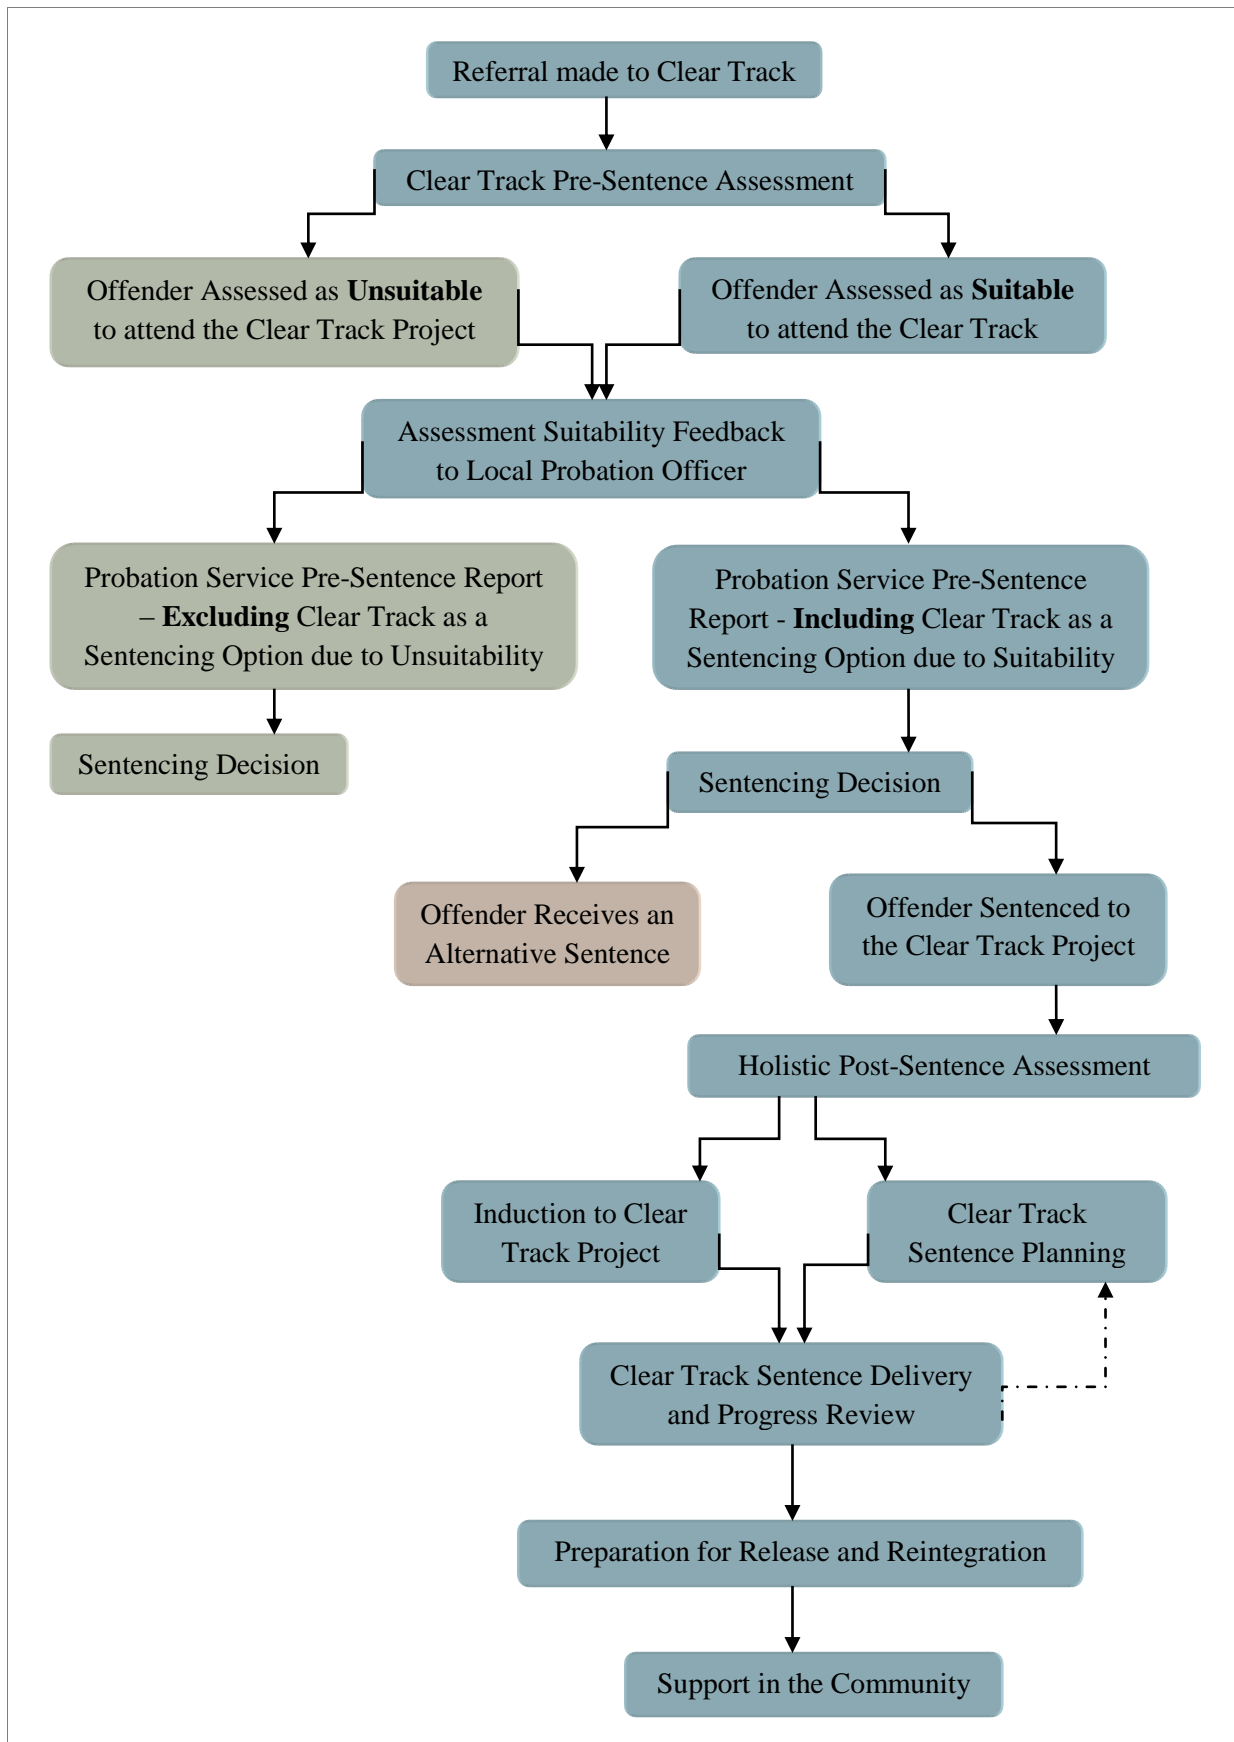 Referral made to Clear Track
Clear Track Pre-Sentence Assessment
Offender Assessed as Unsuitable
to attend the Clear Track Project
Offender Assessed as Suitable
to attend the Clear Track
Assessment Suitability Feedback
to Local Probation Officer
Probation Service Pre-Sentence Report
– Excluding Clear Track as a
Sentencing Option due to Unsuitability
Probation Service Pre-Sentence
Report - Including Clear Track as a
Sentencing Option due to Suitability
Sentencing Decision
Sentencing Decision
Offender Receives an
Alternative Sentence
Offender Sentenced to
the Clear Track Project
Holistic Post-Sentence Assessment
Induction to Clear
Track Project
Clear Track
Sentence Planning
Clear Track Sentence Delivery
and Progress Review
Preparation for Release and Reintegration
Support in the Community